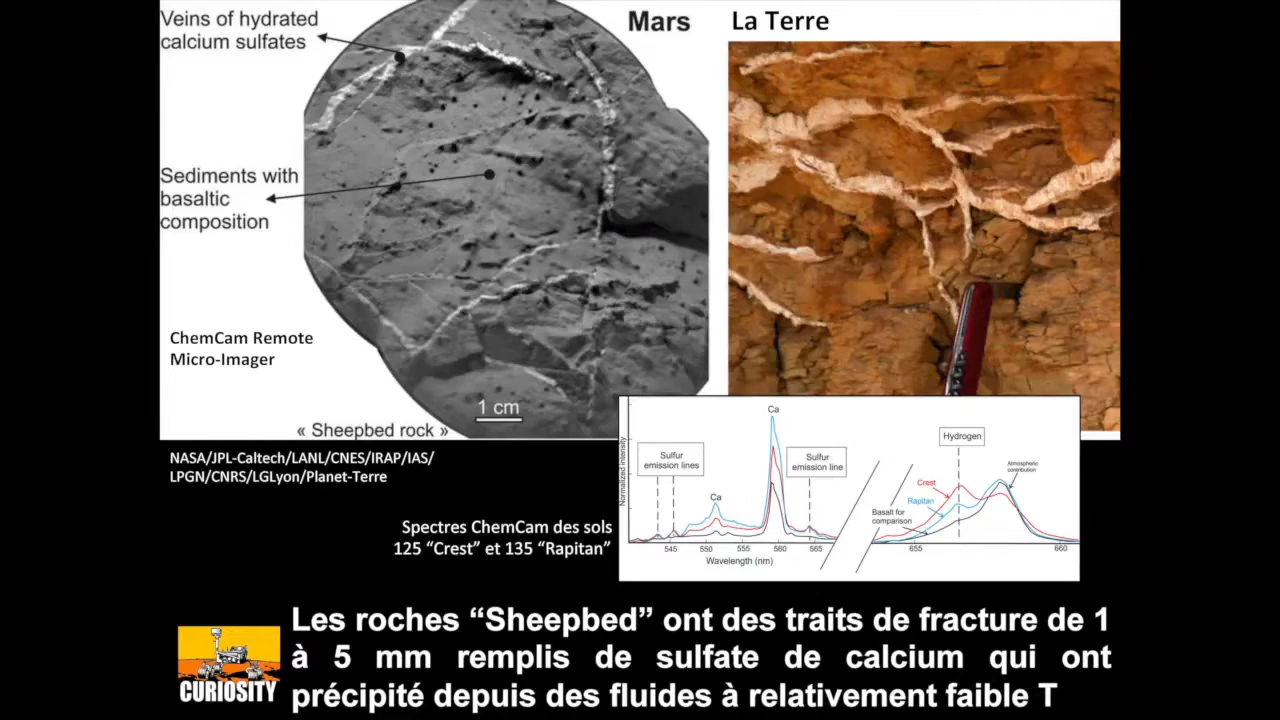 Veins of hydrated
calcium sulfates
Mars
La Terre
Sediments with
basaltic
composition
ChemCam Remote
Micro-Imager
1 cm
« Sheepbed rock »
NASA/JPL-Caltech/LANL/CNES/IRAP/IAS/
LPGN/CNRS/LGLyon/Planet-Terre
Spectres ChemCam des sols
125 “Crest” et 135 “Rapitan”
Normalized intensity
Sulfur
emission lines
Ca
Ca
Sulfur
emission line
Hydrogen
Atmospheric
contribution
Crest
Rapitan
Basalt for
comparison
545 550 555 560 565 655 660
Wavelength (nm)
CURIOSITY
Les roches “Sheepbed” ont des traits de fracture de 1
à 5 mm remplis de sulfate de calcium qui ont
précipité depuis des fluides à relativement faible T